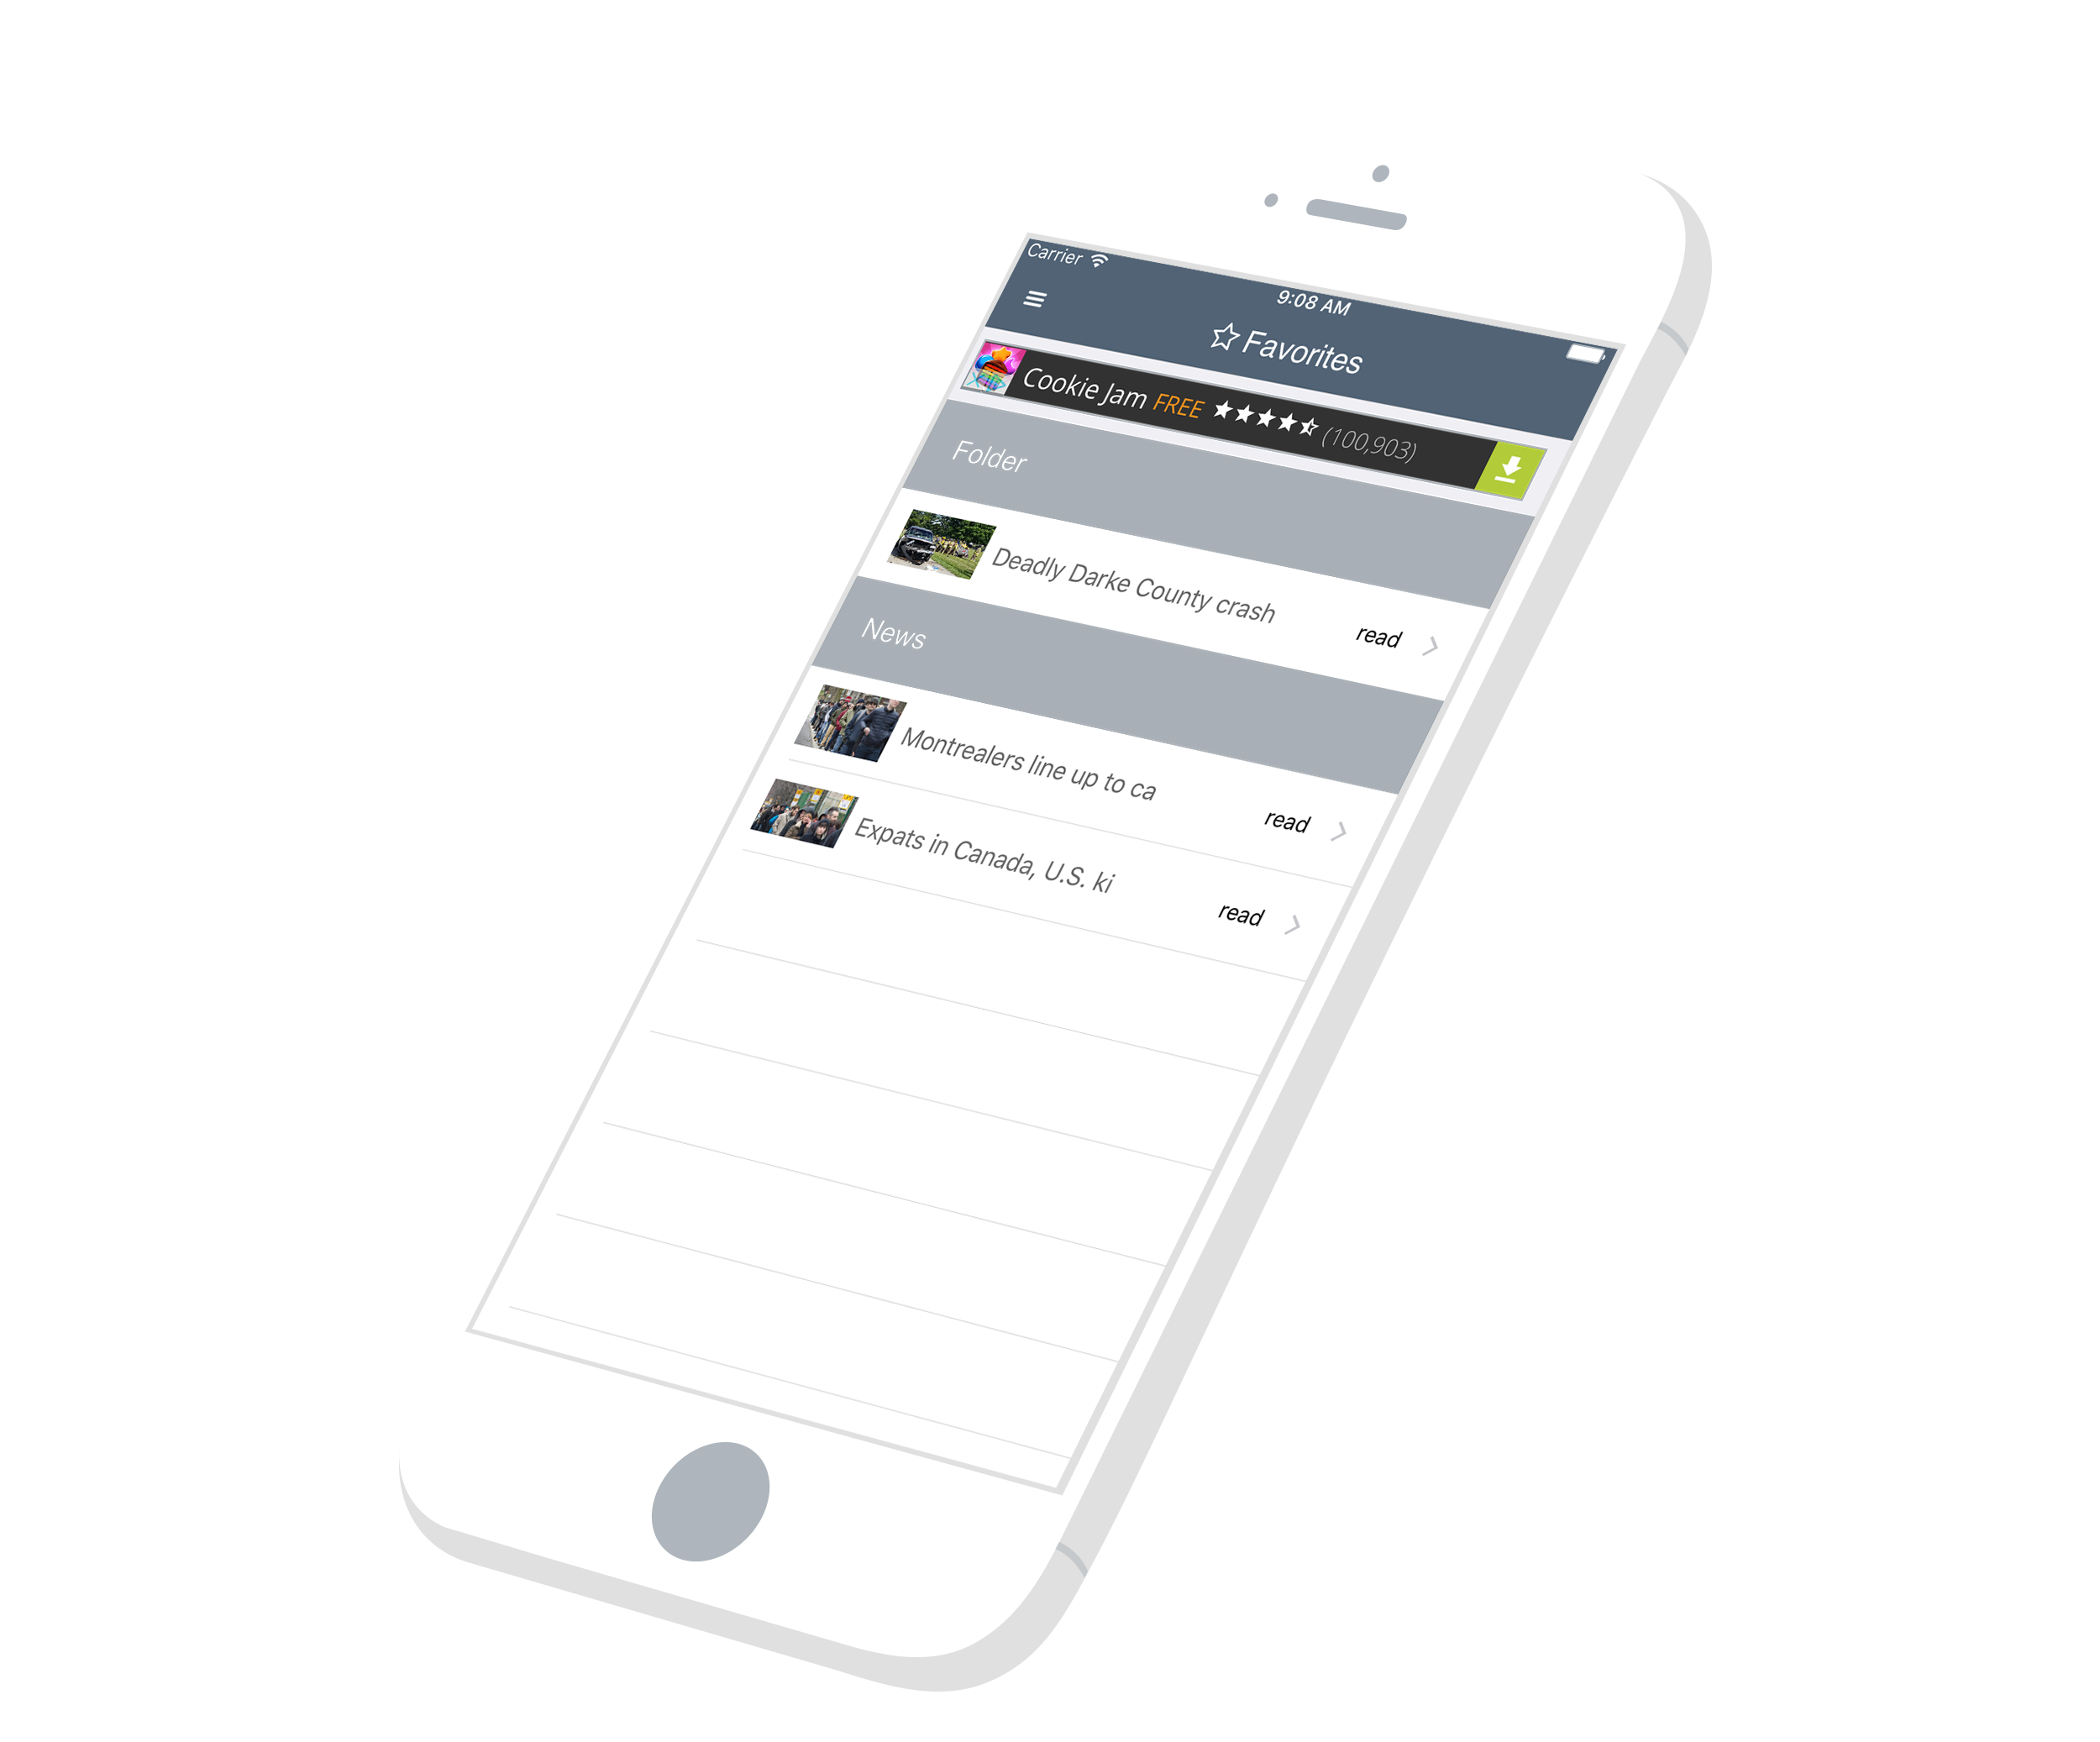 Carrier
9:08 AM
Favorites
Cookie Jam FREE (100,903)
Folder
Deadly Darke County crash
read
News
Montrealers line up to ca
read
Expats in Canada, U.S. ki
read